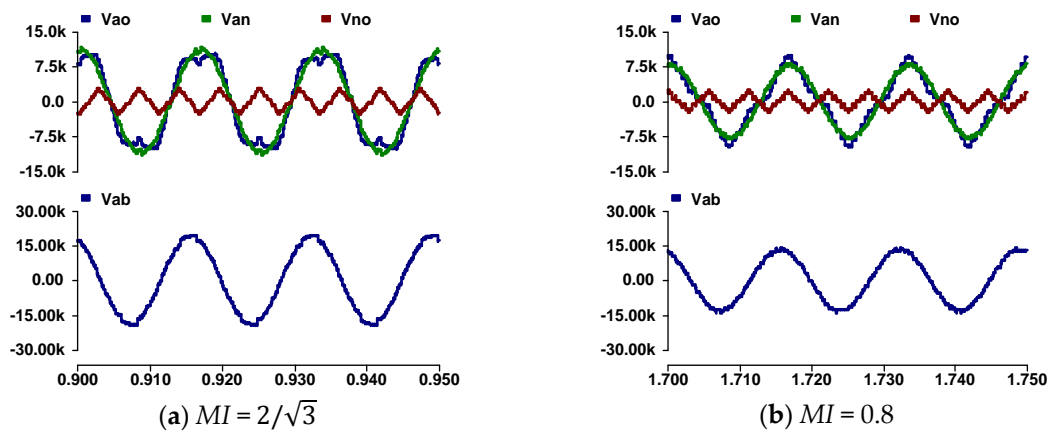 Vao Van Vno
15.0k
7.5k
0.0
-7.5k
-15.0k
Vab
30.00k
15.00k
0.00
-15.00k
-30.00k
0.900 0.910 0.920 0.930 0.940 0.950
(a) MI = 2/√3
Vao Van Vno
15.0k
7.5k
0.0
-7.5k
-15.0k
Vab
30.00k
15.00k
0.00
-15.00k
-30.00k
1.700 1.710 1.720 1.730 1.740 1.750
(b) MI = 0.8